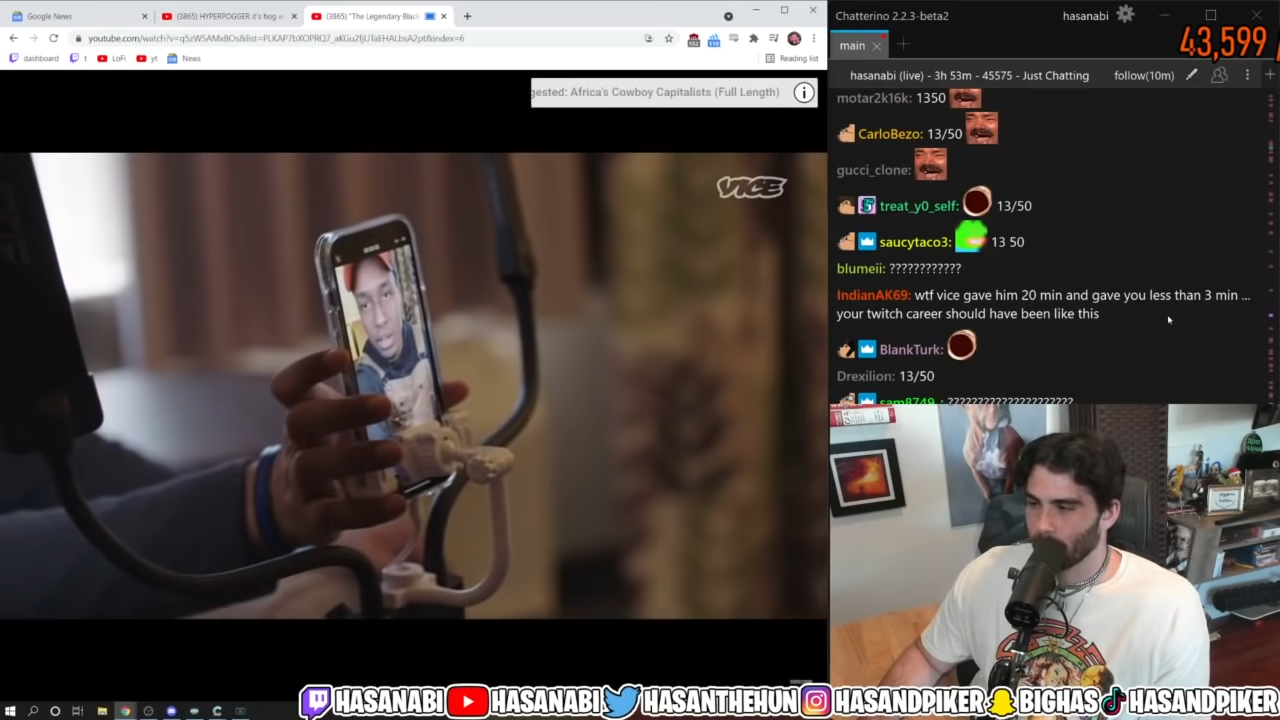 Google News
(3865) HYPERPOGGER it's hog
(3865) "The Legendary Black
youtube.com/watch?v=q5zW5AMxBOs&list=PLKAP7bXOPRQ7_aKGu2fJUTaEHALbsA2pt&index=6
dashboard
t
LoFi
yt
News
Reading list
gested: Africa's Cowboy Capitalists (Full Length)
VICE
Chatterino 2.2.3-beta2
hasanabi
43,599
main
hasanabi (live) - 3h 53m - 45575 - Just Chatting
follow(10m)
motar2k16k: 1350
CarloBezo: 13/50
gucci_clone:
treat_y0_self: 13/50
saucytaco3: 13 50
blumeii: ????????????
IndianAK69: wtf vice gave him 20 min and gave you less than 3 min ...
your twitch career should have been like this
BlankTurk:
Drexilion: 13/50
sam8749_: ?????????????????????
HASANABI HASANABI HASANTHEHUN HASANDPIKER BIGHAS HASANDPIKER